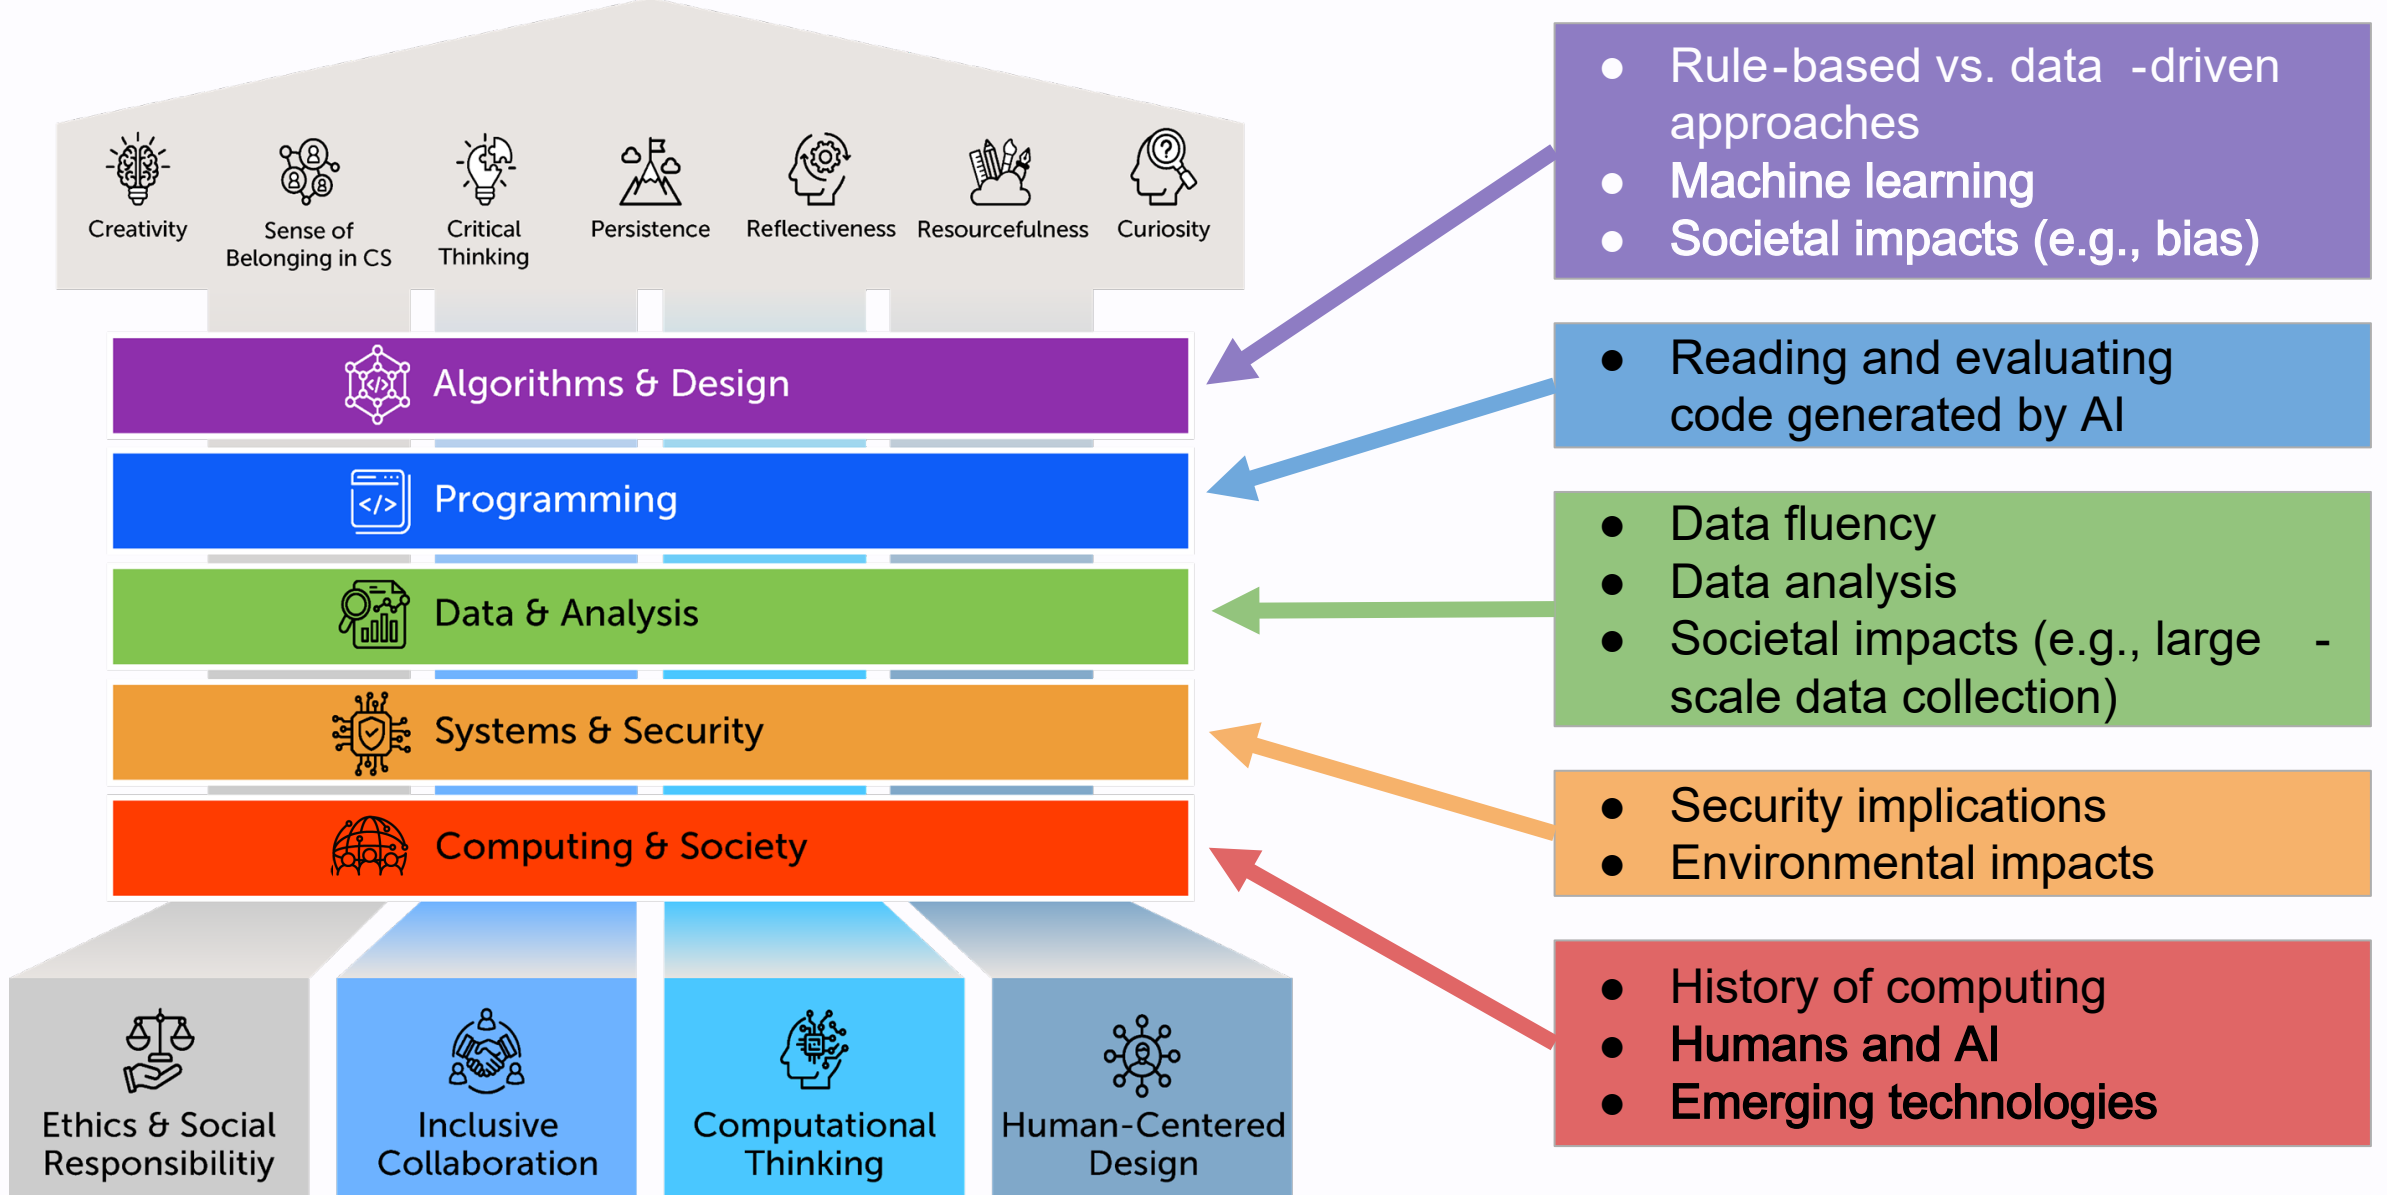 Creativity
Sense of
Belonging in CS
Critical
Thinking
Persistence
Reflectiveness
Resourcefulness
Curiosity
Algorithms & Design
</>
Programming
</>
Data & Analysis
Systems & Security
Computing & Society
Ethics & Social
Responsibilitiy
Inclusive
Collaboration
Computational
Thinking
Human-Centered
Design
● Rule-based vs. data -driven
approaches
● Machine learning
● Societal impacts (e.g., bias)
● Reading and evaluating
code generated by AI
● Data fluency
● Data analysis
● Societal impacts (e.g., large -
scale data collection)
● Security implications
● Environmental impacts
● History of computing
● Humans and AI
● Emerging technologies